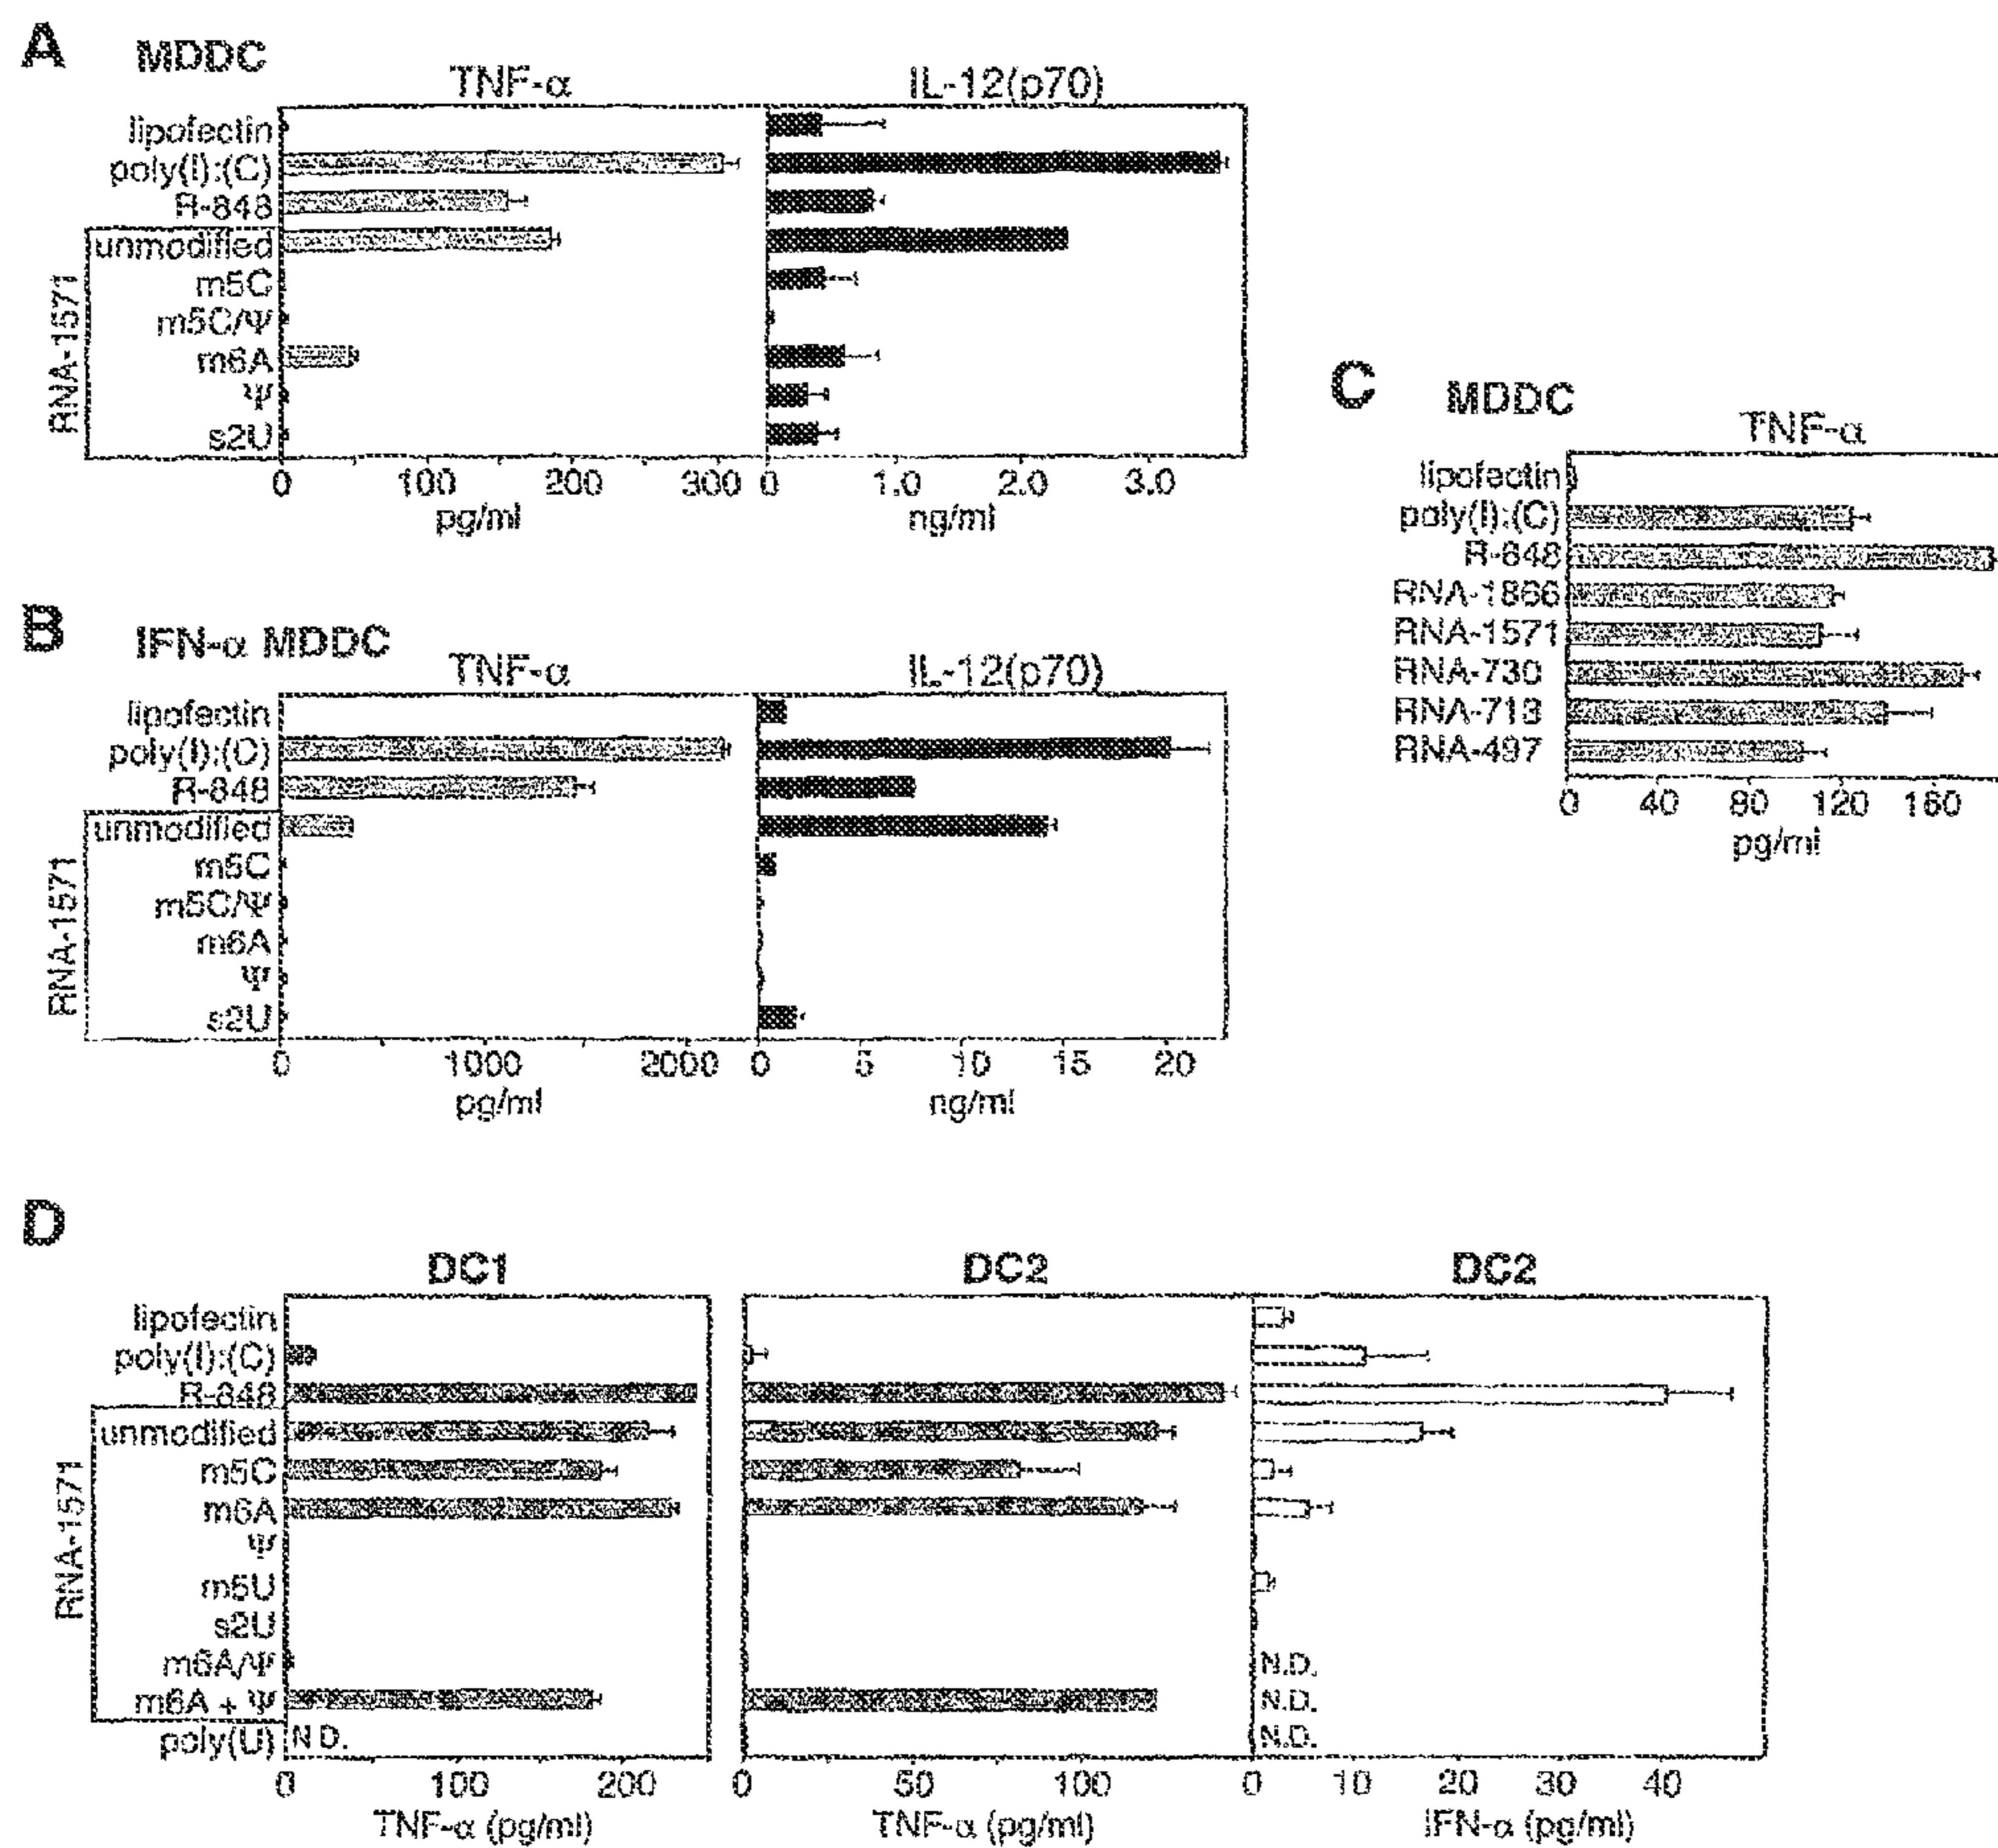 A MDDC
TNF-α IL-12(p70)
lipofectin
poly(I):(C)
R-848
RNA-1571
unmodified
m5C
m5C/Ψ
m6A
Ψ
s2U
0 100 200 300 0 1.0 2.0 3.0
pg/ml ng/ml
B IFN-α MDDC
TNF-α IL-12(p70)
lipofectin
poly(I):(C)
R-848
RNA-1571
unmodified
m5C
m5C/Ψ
m6A
Ψ
s2U
0 1000 2000 0 5 10 15 20
pg/ml ng/ml
C MDDC
TNF-α
lipofectin
poly(I):(C)
R-848
RNA-1866
RNA-1571
RNA-730
RNA-713
RNA-497
0 40 80 120 160
pg/ml
D
DC1 DC2 DC2
lipofectin
poly(I):(C)
R-848
RNA-1571
unmodified
m5C
m6A
Ψ
m5U
s2U
m6A/Ψ N.D.
m6A + Ψ N.D.
poly(U) N.D. N.D.
0 100 200 0 50 100 0 10 20 30 40
TNF-α (pg/ml) TNF-α (pg/ml) IFN-α (pg/ml)